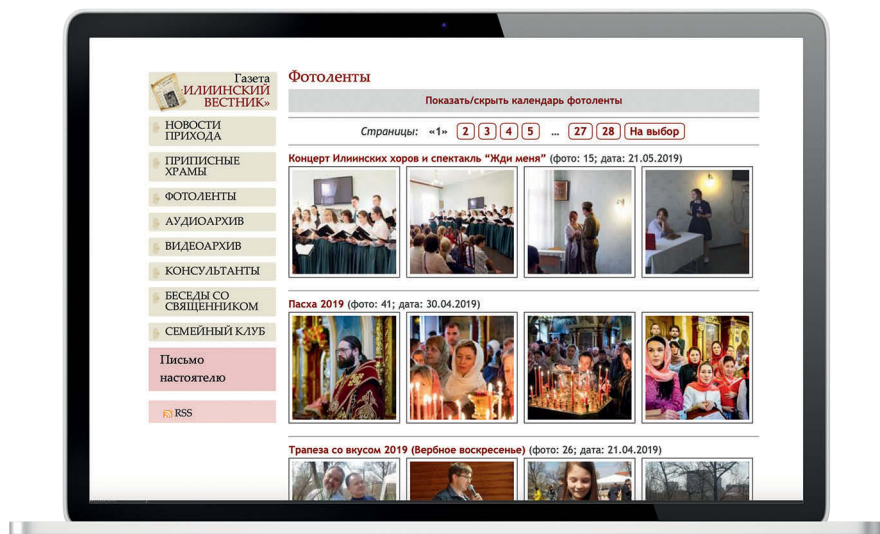 Газета
«ИЛИИНСКИЙ
ВЕСТНИК»
НОВОСТИ
ПРИХОДА
ПРИПИСНЫЕ
ХРАМЫ
ФОТОЛЕНТЫ
АУДИОАРХИВ
ВИДЕОАРХИВ
КОНСУЛЬТАНТЫ
БЕСЕДЫ СО
СВЯЩЕННИКОМ
СЕМЕЙНЫЙ КЛУБ
Письмо
настоятелю
RSS
Фотоленты
Показать/скрыть календарь фотоленты
Страницы: «1» 2 3 4 5 ... 27 28 На выбор
Концерт Илиинских хоров и спектакль “Жди меня” (фото: 15; дата: 21.05.2019)
Пасха 2019 (фото: 41; дата: 30.04.2019)
Трапеза со вкусом 2019 (Вербное воскресенье) (фото: 26; дата: 21.04.2019)